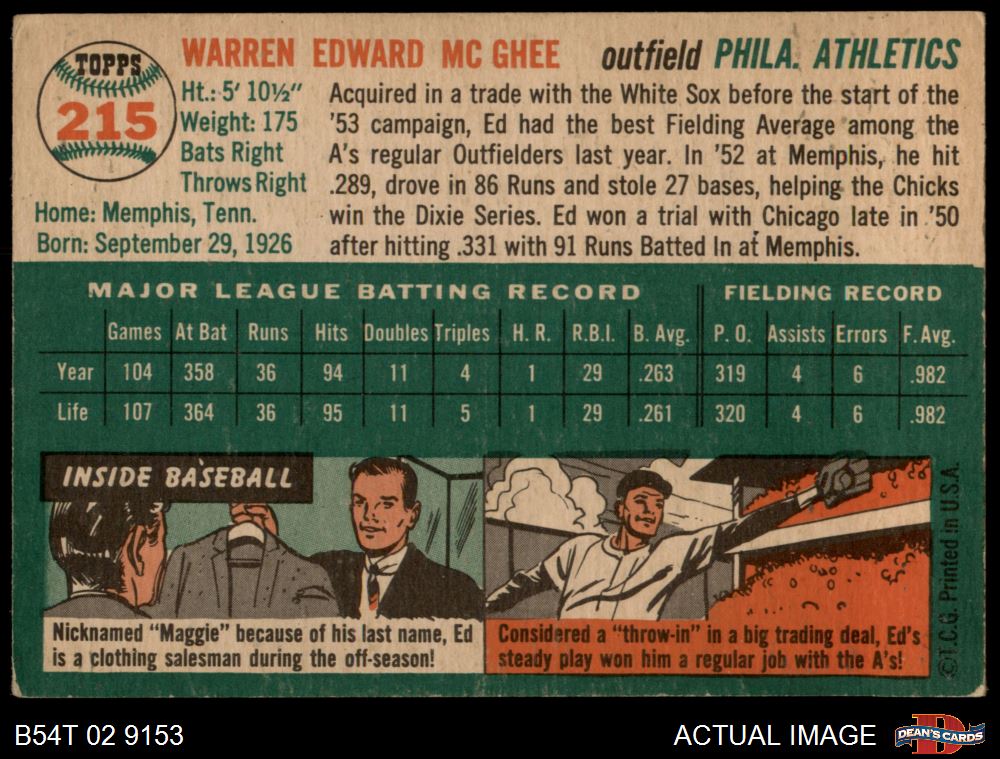 TOPPS
215
WARREN EDWARD MC GHEE outfield PHILA. ATHLETICS
Ht.: 5' 10½"
Weight: 175
Bats Right
Throws Right
Home: Memphis, Tenn.
Born: September 29, 1926
Acquired in a trade with the White Sox before the start of the
'53 campaign, Ed had the best Fielding Average among the
A's regular Outfielders last year. In '52 at Memphis, he hit
.289, drove in 86 Runs and stole 27 bases, helping the Chicks
win the Dixie Series. Ed won a trial with Chicago late in '50
after hitting .331 with 91 Runs Batted In at Memphis.
MAJOR LEAGUE BATTING RECORD FIELDING RECORD
Games At Bat Runs Hits Doubles Triples H. R. R.B.I. B. Avg. P. O. Assists Errors F. Avg.
Year 104 358 36 94 11 4 1 29 .263 319 4 6 .982
Life 107 364 36 95 11 5 1 29 .261 320 4 6 .982
INSIDE BASEBALL
Nicknamed "Maggie" because of his last name, Ed
is a clothing salesman during the off-season!
Considered a "throw-in" in a big trading deal, Ed's
steady play won him a regular job with the A's!
©T.C.G. Printed in U.S.A.
B54T 02 9153 ACTUAL IMAGE
D
DEAN'S CARDS